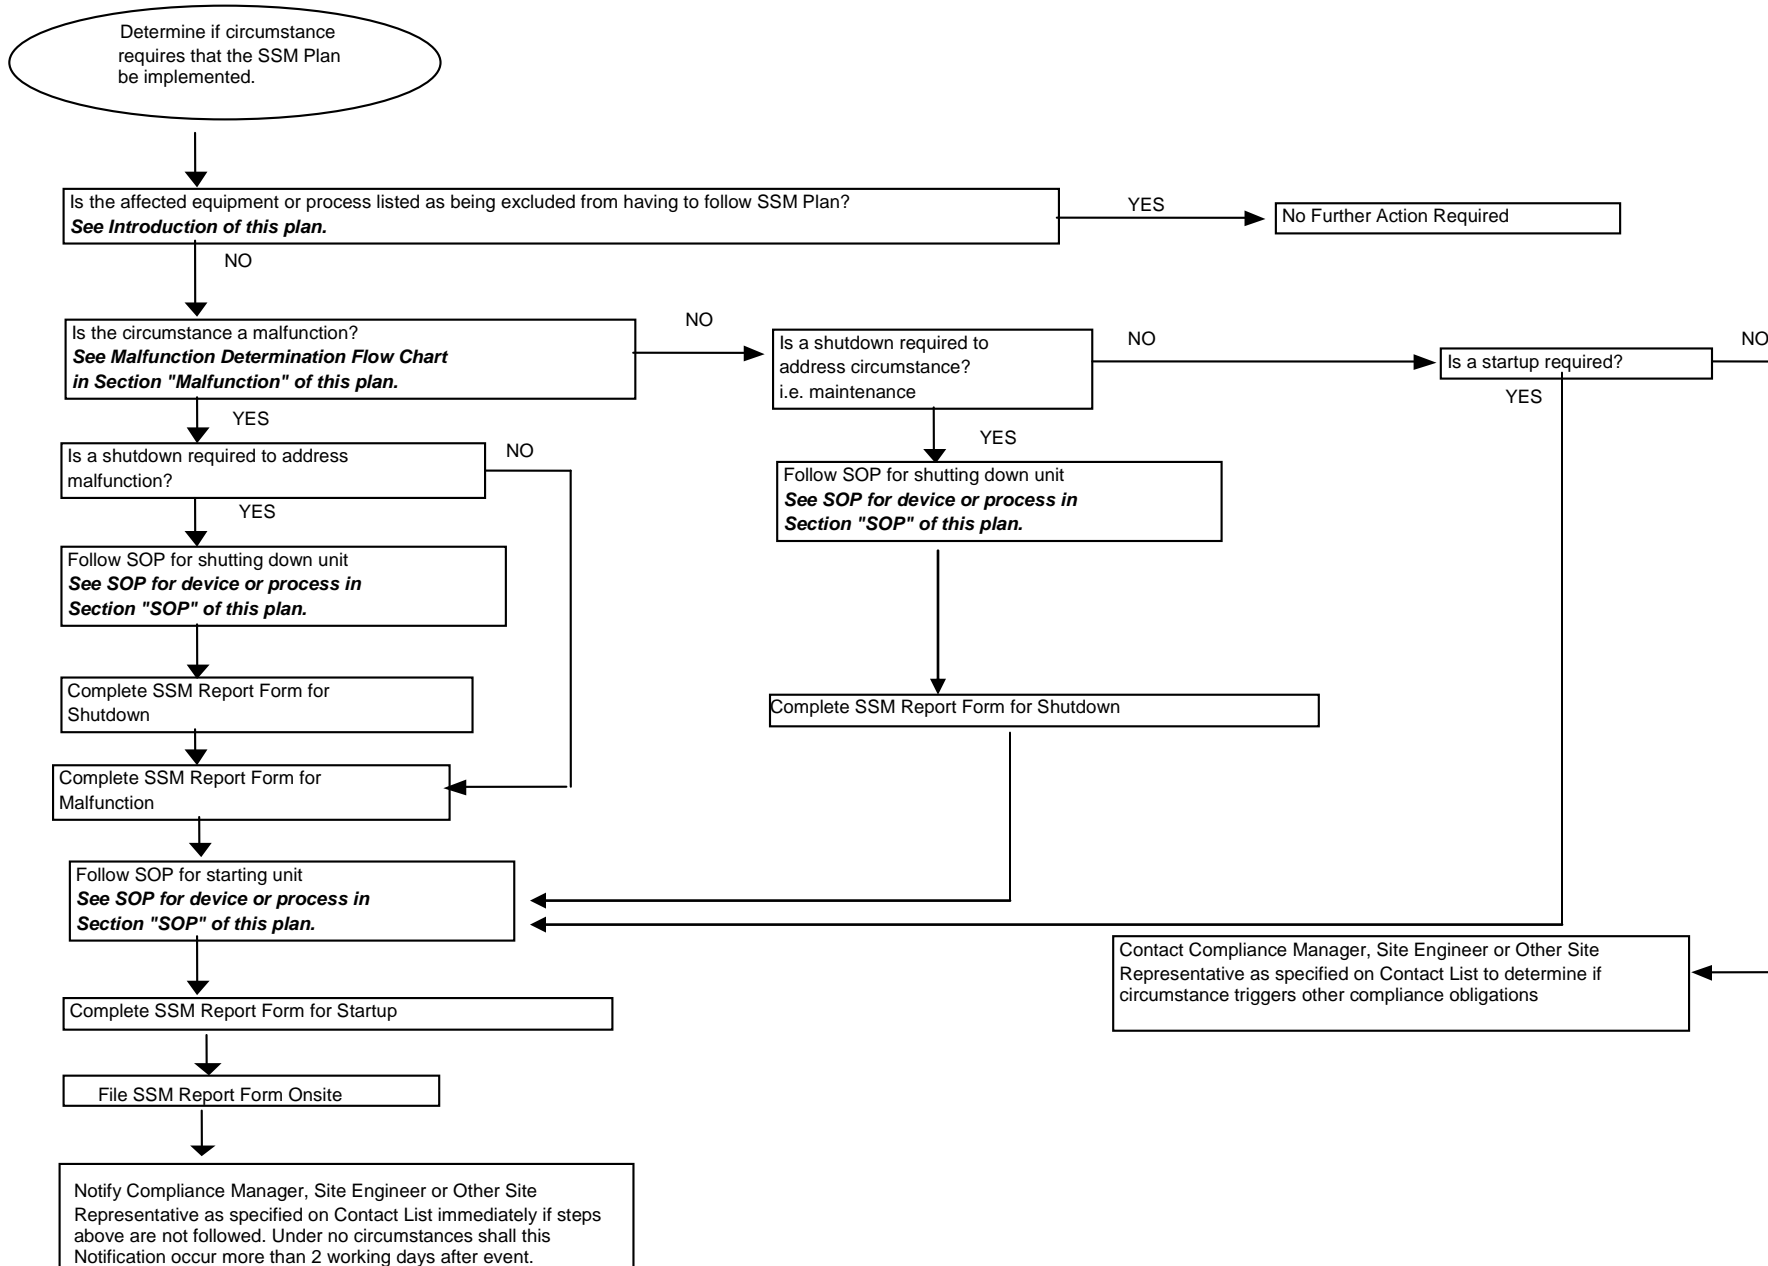 Determine if circumstance
requires that the SSM Plan
be implemented.
Is the affected equipment or process listed as being excluded from having to follow SSM Plan?
See Introduction of this plan.
YES
No Further Action Required
NO
Is the circumstance a malfunction?
See Malfunction Determination Flow Chart
in Section "Malfunction" of this plan.
NO
Is a shutdown required to
address circumstance?
i.e. maintenance
NO
Is a startup required?
NO
YES
YES
YES
Is a shutdown required to address
malfunction?
NO
YES
Follow SOP for shutting down unit
See SOP for device or process in
Section "SOP" of this plan.
Follow SOP for shutting down unit
See SOP for device or process in
Section "SOP" of this plan.
Complete SSM Report Form for
Shutdown
Complete SSM Report Form for Shutdown
Complete SSM Report Form for
Malfunction
Follow SOP for starting unit
See SOP for device or process in
Section "SOP" of this plan.
Contact Compliance Manager, Site Engineer or Other Site
Representative as specified on Contact List to determine if
circumstance triggers other compliance obligations
Complete SSM Report Form for Startup
File SSM Report Form Onsite
Notify Compliance Manager, Site Engineer or Other Site
Representative as specified on Contact List immediately if steps
above are not followed. Under no circumstances shall this
Notification occur more than 2 working days after event.